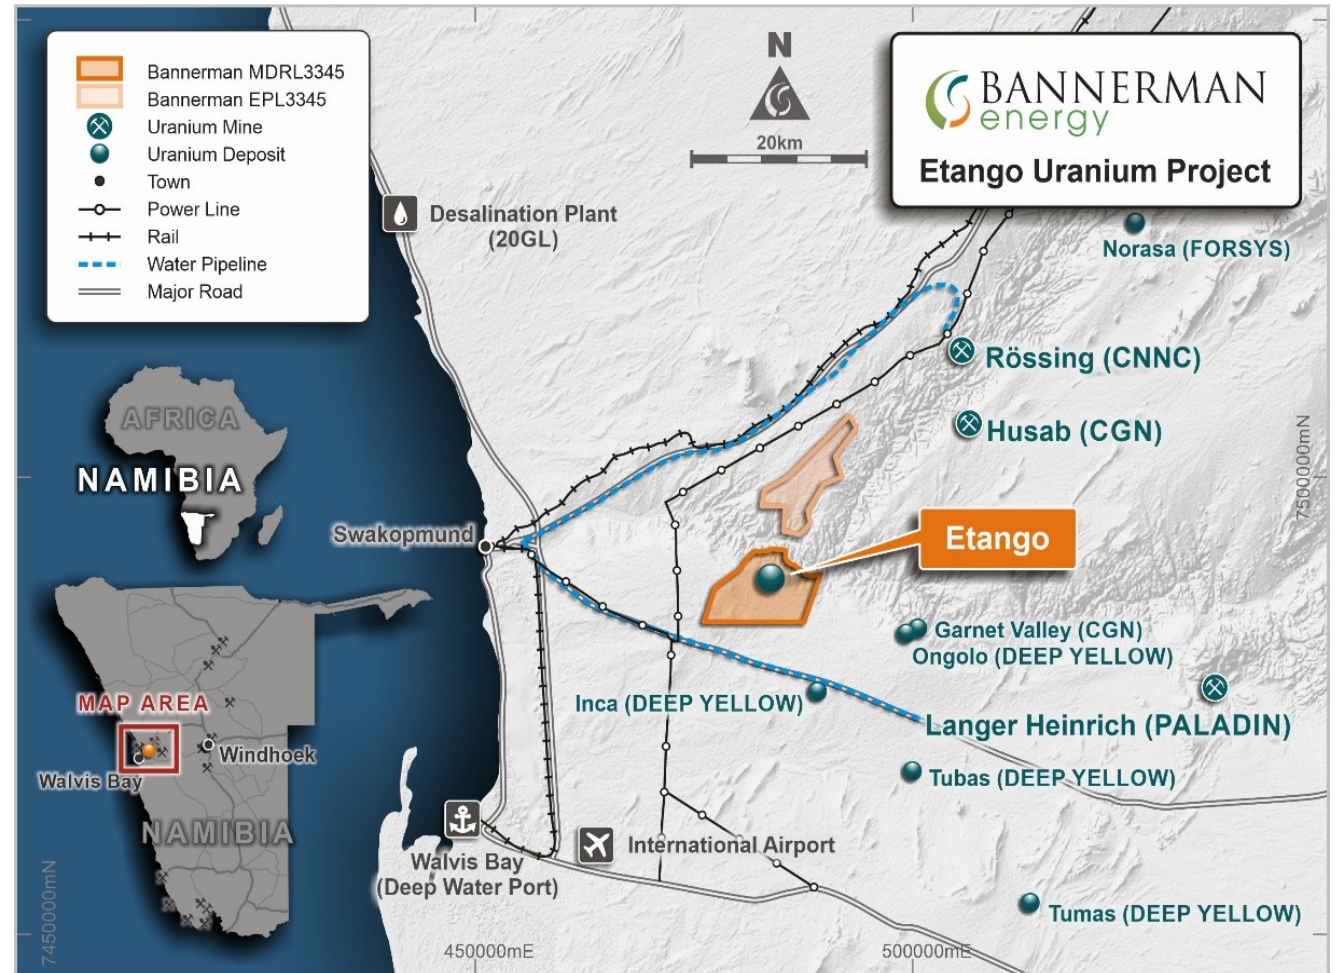 Bannerman MDRL3345
Bannerman EPL3345
Uranium Mine
Uranium Deposit
Town
Power Line
Rail
Water Pipeline
Major Road
N
20km
BANNERMAN
energy
Etango Uranium Project
Desalination Plant
(20GL)
Norasa (FORSYS)
Rössing (CNNC)
Husab (CGN)
7500000mN
AFRICA
NAMIBIA
Swakopmund
Etango
Garnet Valley (CGN)
Ongolo (DEEP YELLOW)
Inca (DEEP YELLOW)
Langer Heinrich (PALADIN)
Tubas (DEEP YELLOW)
MAP AREA
Windhoek
Walvis Bay
NAMIBIA
International Airport
Walvis Bay
(Deep Water Port)
Tumas (DEEP YELLOW)
7450000mN
450000mE
500000mE